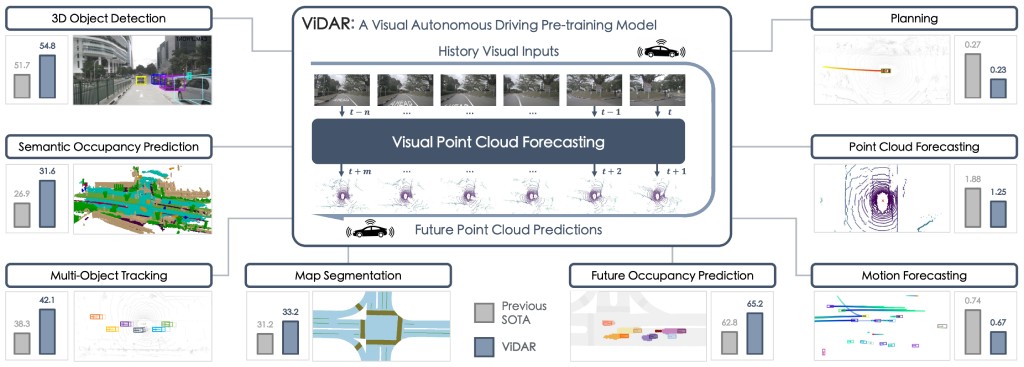 3D Object Detection
51.7
54.8
Semantic Occupancy Prediction
26.9
31.6
Multi-Object Tracking
38.3
42.1
ViDAR: A Visual Autonomous Driving Pre-training Model
History Visual Inputs
t−n ... ... t−1 t
Visual Point Cloud Forecasting
t+m ... ... t+2 t+1
Future Point Cloud Predictions
Map Segmentation
31.2
33.2
Previous
SOTA
ViDAR
Future Occupancy Prediction
62.8
65.2
Planning
0.27
0.23
Point Cloud Forecasting
1.88
1.25
Motion Forecasting
0.74
0.67